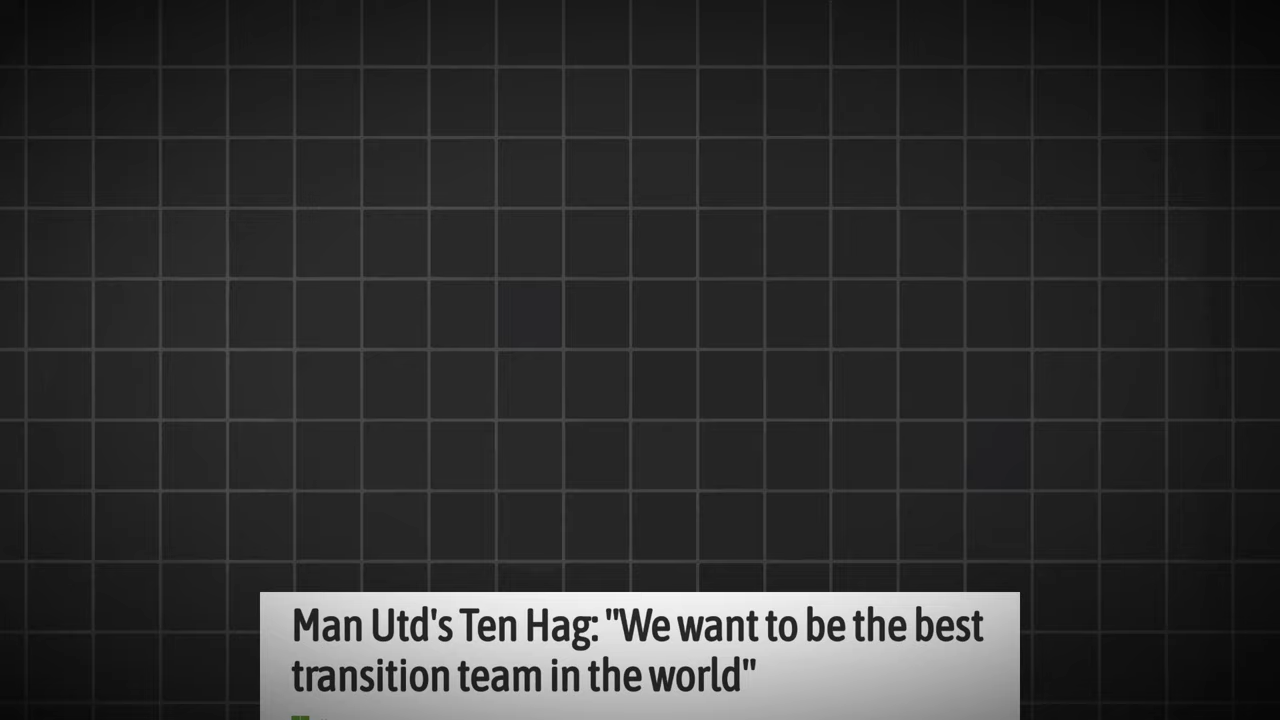 Man Utd's Ten Hag: "We want to be the best
transition team in the world"